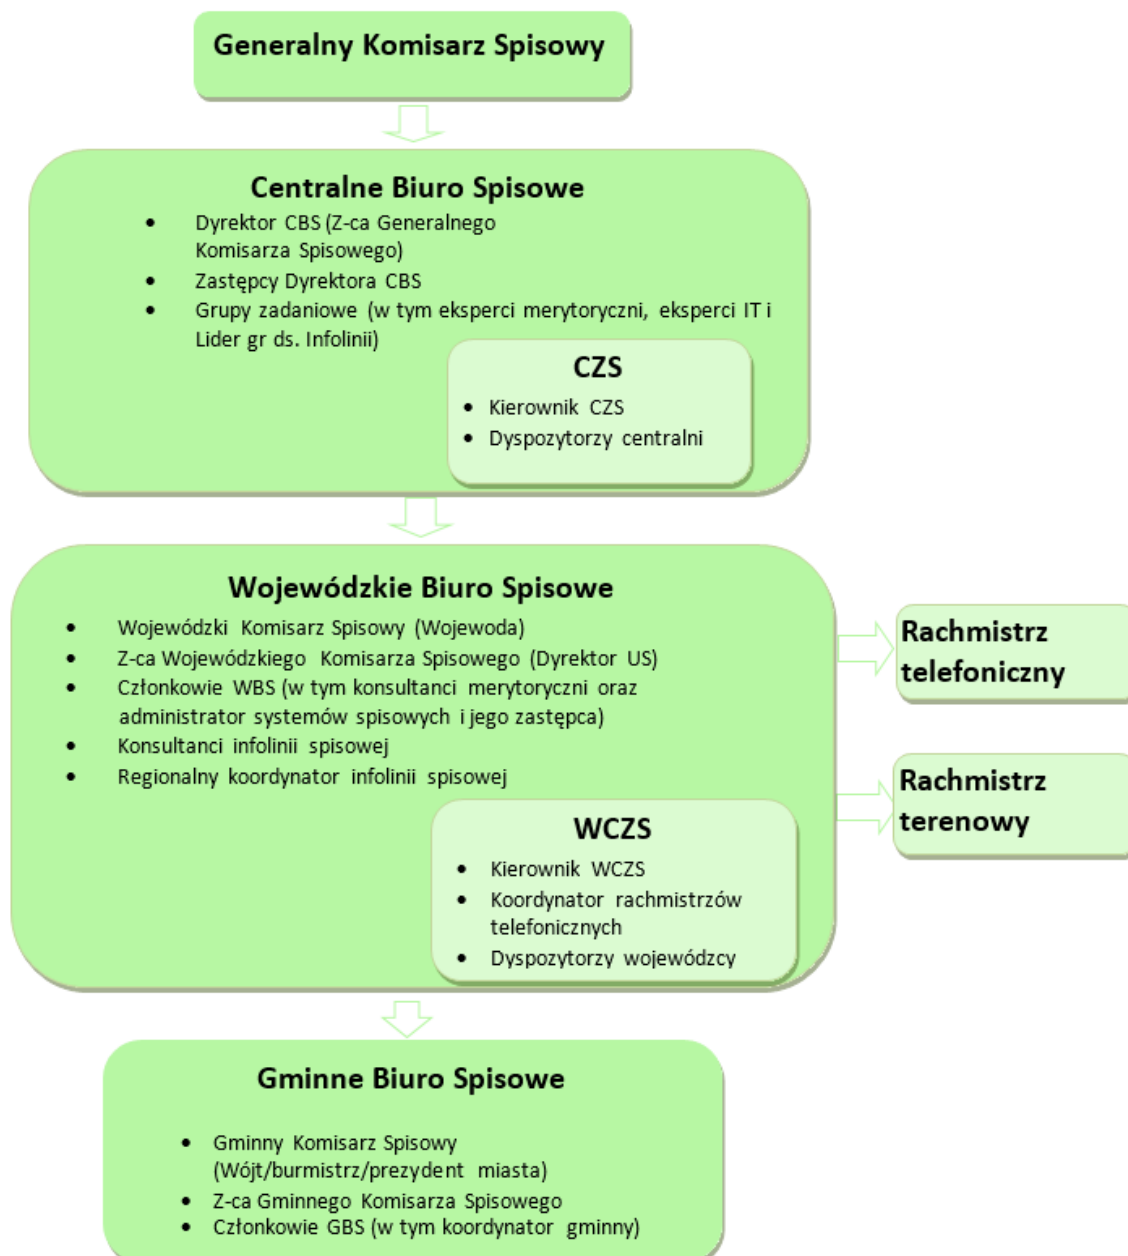 Generalny Komisarz Spisowy
Centralne Biuro Spisowe
• Dyrektor CBS (Z-ca Generalnego
Komisarza Spisowego)
• Zastępcy Dyrektora CBS
• Grupy zadaniowe (w tym eksperci merytoryczni, eksperci IT i
Lider gr ds. Infolinii)
CZS
• Kierownik CZS
• Dyspozytorzy centralni
Wojewódzkie Biuro Spisowe
• Wojewódzki Komisarz Spisowy (Wojewoda)
• Z-ca Wojewódzkiego Komisarza Spisowego (Dyrektor US)
• Członkowie WBS (w tym konsultanci merytoryczni oraz
administrator systemów spisowych i jego zastępca)
• Konsultanci infolinii spisowej
• Regionalny koordynator infolinii spisowej
WCZS
• Kierownik WCZS
• Koordynator rachmistrzów
telefonicznych
• Dyspozytorzy wojewódzcy
Rachmistrz
telefoniczny
Rachmistrz
terenowy
Gminne Biuro Spisowe
• Gminny Komisarz Spisowy
(Wójt/burmistrz/prezydent miasta)
• Z-ca Gminnego Komisarza Spisowego
• Członkowie GBS (w tym koordynator gminny)